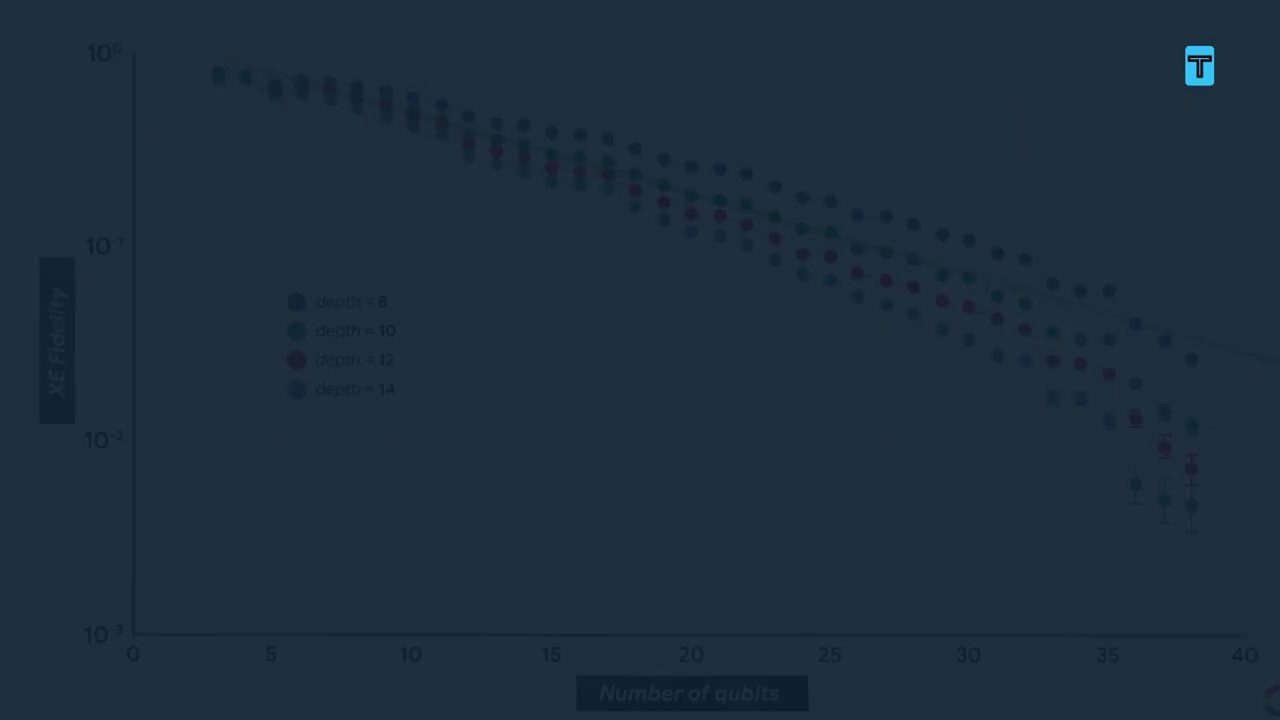 T
10⁰
10⁻¹
10⁻²
10⁻³
XE Fidelity
depth = 8
depth = 10
depth = 12
depth = 14
0 5 10 15 20 25 30 35 40
Number of qubits